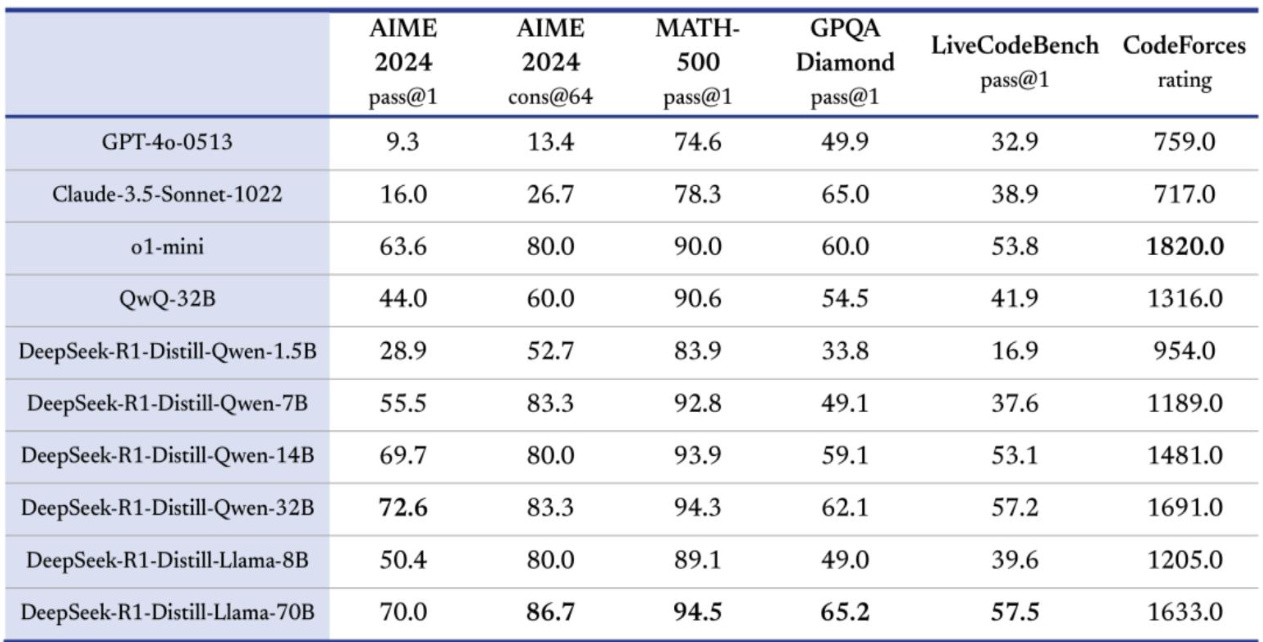 AIME 2024 pass@1 AIME 2024 cons@64 MATH-500 pass@1 GPQA Diamond pass@1 LiveCodeBench pass@1 CodeForces rating
GPT-4o-0513 9.3 13.4 74.6 49.9 32.9 759.0
Claude-3.5-Sonnet-1022 16.0 26.7 78.3 65.0 38.9 717.0
o1-mini 63.6 80.0 90.0 60.0 53.8 1820.0
QwQ-32B 44.0 60.0 90.6 54.5 41.9 1316.0
DeepSeek-R1-Distill-Qwen-1.5B 28.9 52.7 83.9 33.8 16.9 954.0
DeepSeek-R1-Distill-Qwen-7B 55.5 83.3 92.8 49.1 37.6 1189.0
DeepSeek-R1-Distill-Qwen-14B 69.7 80.0 93.9 59.1 53.1 1481.0
DeepSeek-R1-Distill-Qwen-32B 72.6 83.3 94.3 62.1 57.2 1691.0
DeepSeek-R1-Distill-Llama-8B 50.4 80.0 89.1 49.0 39.6 1205.0
DeepSeek-R1-Distill-Llama-70B 70.0 86.7 94.5 65.2 57.5 1633.0